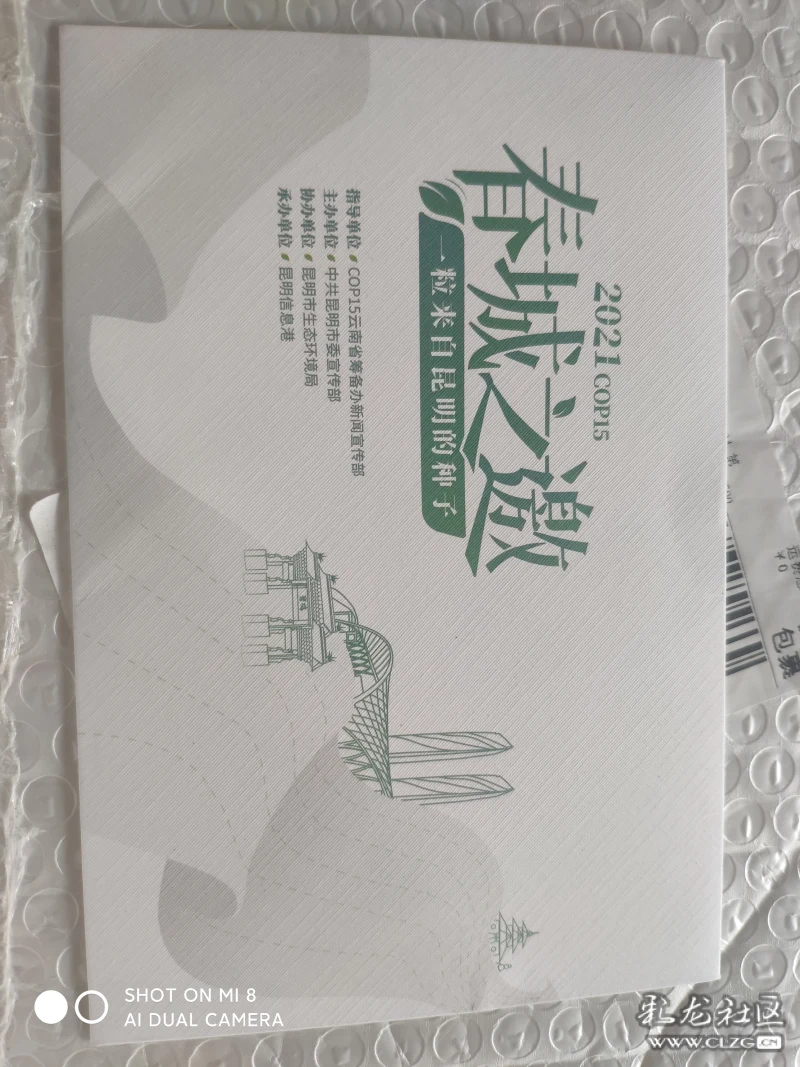 2021 COP15
春城之邀
一粒来自昆明的种子
指导单位 COP15云南省筹备办新闻宣传部
主办单位 中共昆明市委宣传部
协办单位 昆明市生态环境局
承办单位 昆明信息港
¥0
包裹
SHOT ON MI 8
AI DUAL CAMERA
彩龙社区
WWW.CLZG.CN